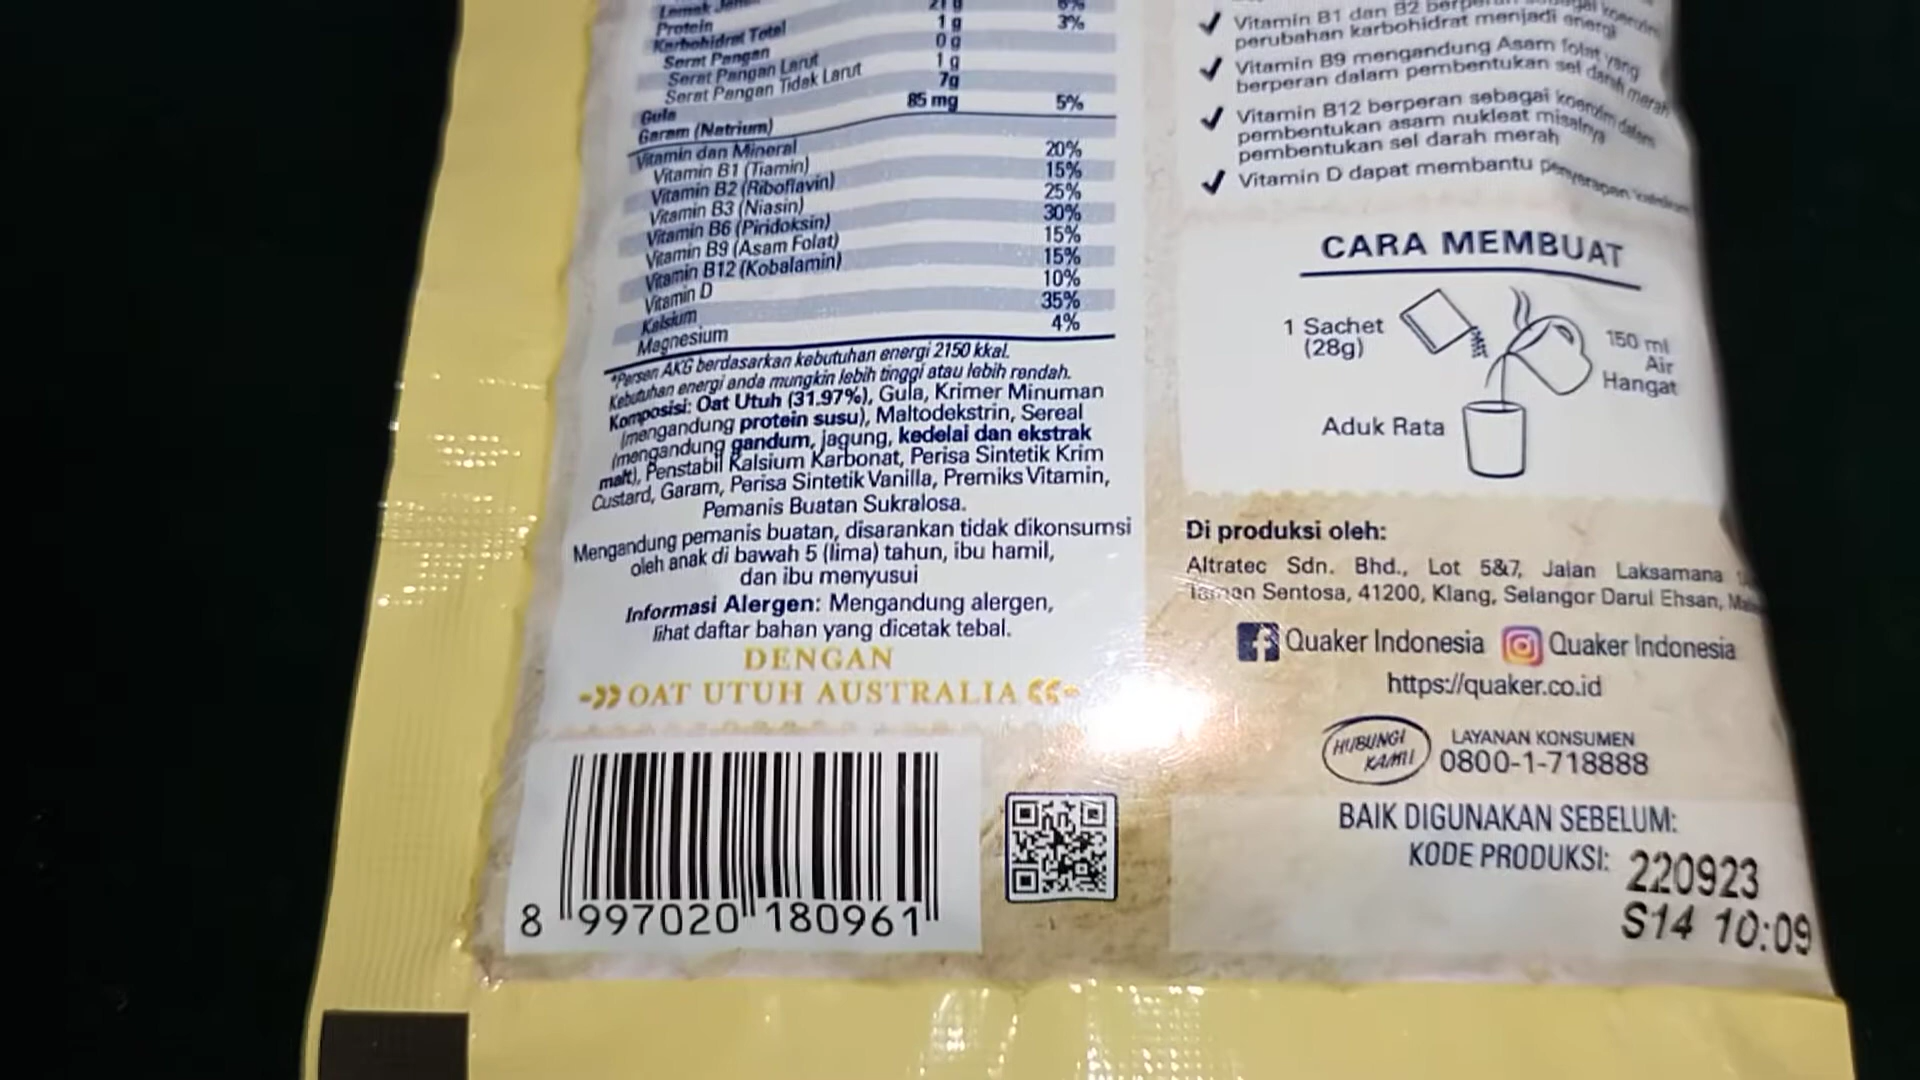 Protein
Karbohidrat Total
Serat Pangan
Serat Pangan Larut
Serat Pangan Tidak Larut
Gula
Garam (Natrium)
21 g
1 g
0 g
1 g
7g
85 mg
3%
5%
Vitamin dan Mineral
Vitamin B1 (Tiamin) 20%
Vitamin B2 (Riboflavin) 15%
Vitamin B3 (Niasin) 25%
Vitamin B6 (Piridoksin) 30%
Vitamin B9 (Asam Folat) 15%
Vitamin B12 (Kobalamin) 15%
Vitamin D 10%
Kalsium 35%
Magnesium 4%
*Persen AKG berdasarkan kebutuhan energi 2150 kkal.
Kebutuhan energi anda mungkin lebih tinggi atau lebih rendah.
Komposisi: Oat Utuh (31.97%), Gula, Krimer Minuman
(mengandung protein susu), Maltodekstrin, Sereal
(mengandung gandum, jagung, kedelai dan ekstrak
malt), Penstabil Kalsium Karbonat, Perisa Sintetik Krim
Custard, Garam, Perisa Sintetik Vanilla, Premiks Vitamin,
Pemanis Buatan Sukralosa.
Mengandung pemanis buatan, disarankan tidak dikonsumsi
oleh anak di bawah 5 (lima) tahun, ibu hamil,
dan ibu menyusui
Informasi Alergen: Mengandung alergen,
lihat daftar bahan yang dicetak tebal.
DENGAN
OAT UTUH AUSTRALIA
8 997020 180961
Vitamin B1 dan B2
perubahan karbohidrat menjadi energi
Vitamin B9 mengandung Asam folat yang
berperan dalam pembentukan sel darah merah
Vitamin B12 berperan sebagai koenzim dalam
pembentukan asam nukleat misalnya
pembentukan sel darah merah
Vitamin D dapat membantu penyerapan
CARA MEMBUAT
1 Sachet
(28g)
150 ml
Air
Hangat
Aduk Rata
Di produksi oleh:
Altratec Sdn. Bhd., Lot 5&7, Jalan Laksamana
Taman Sentosa, 41200, Klang, Selangor Darul Ehsan,
Quaker Indonesia Quaker Indonesia
https://quaker.co.id
HUBUNGI
KAMI!
LAYANAN KONSUMEN
0800-1-718888
BAIK DIGUNAKAN SEBELUM:
KODE PRODUKSI: 220923
S14 10:09